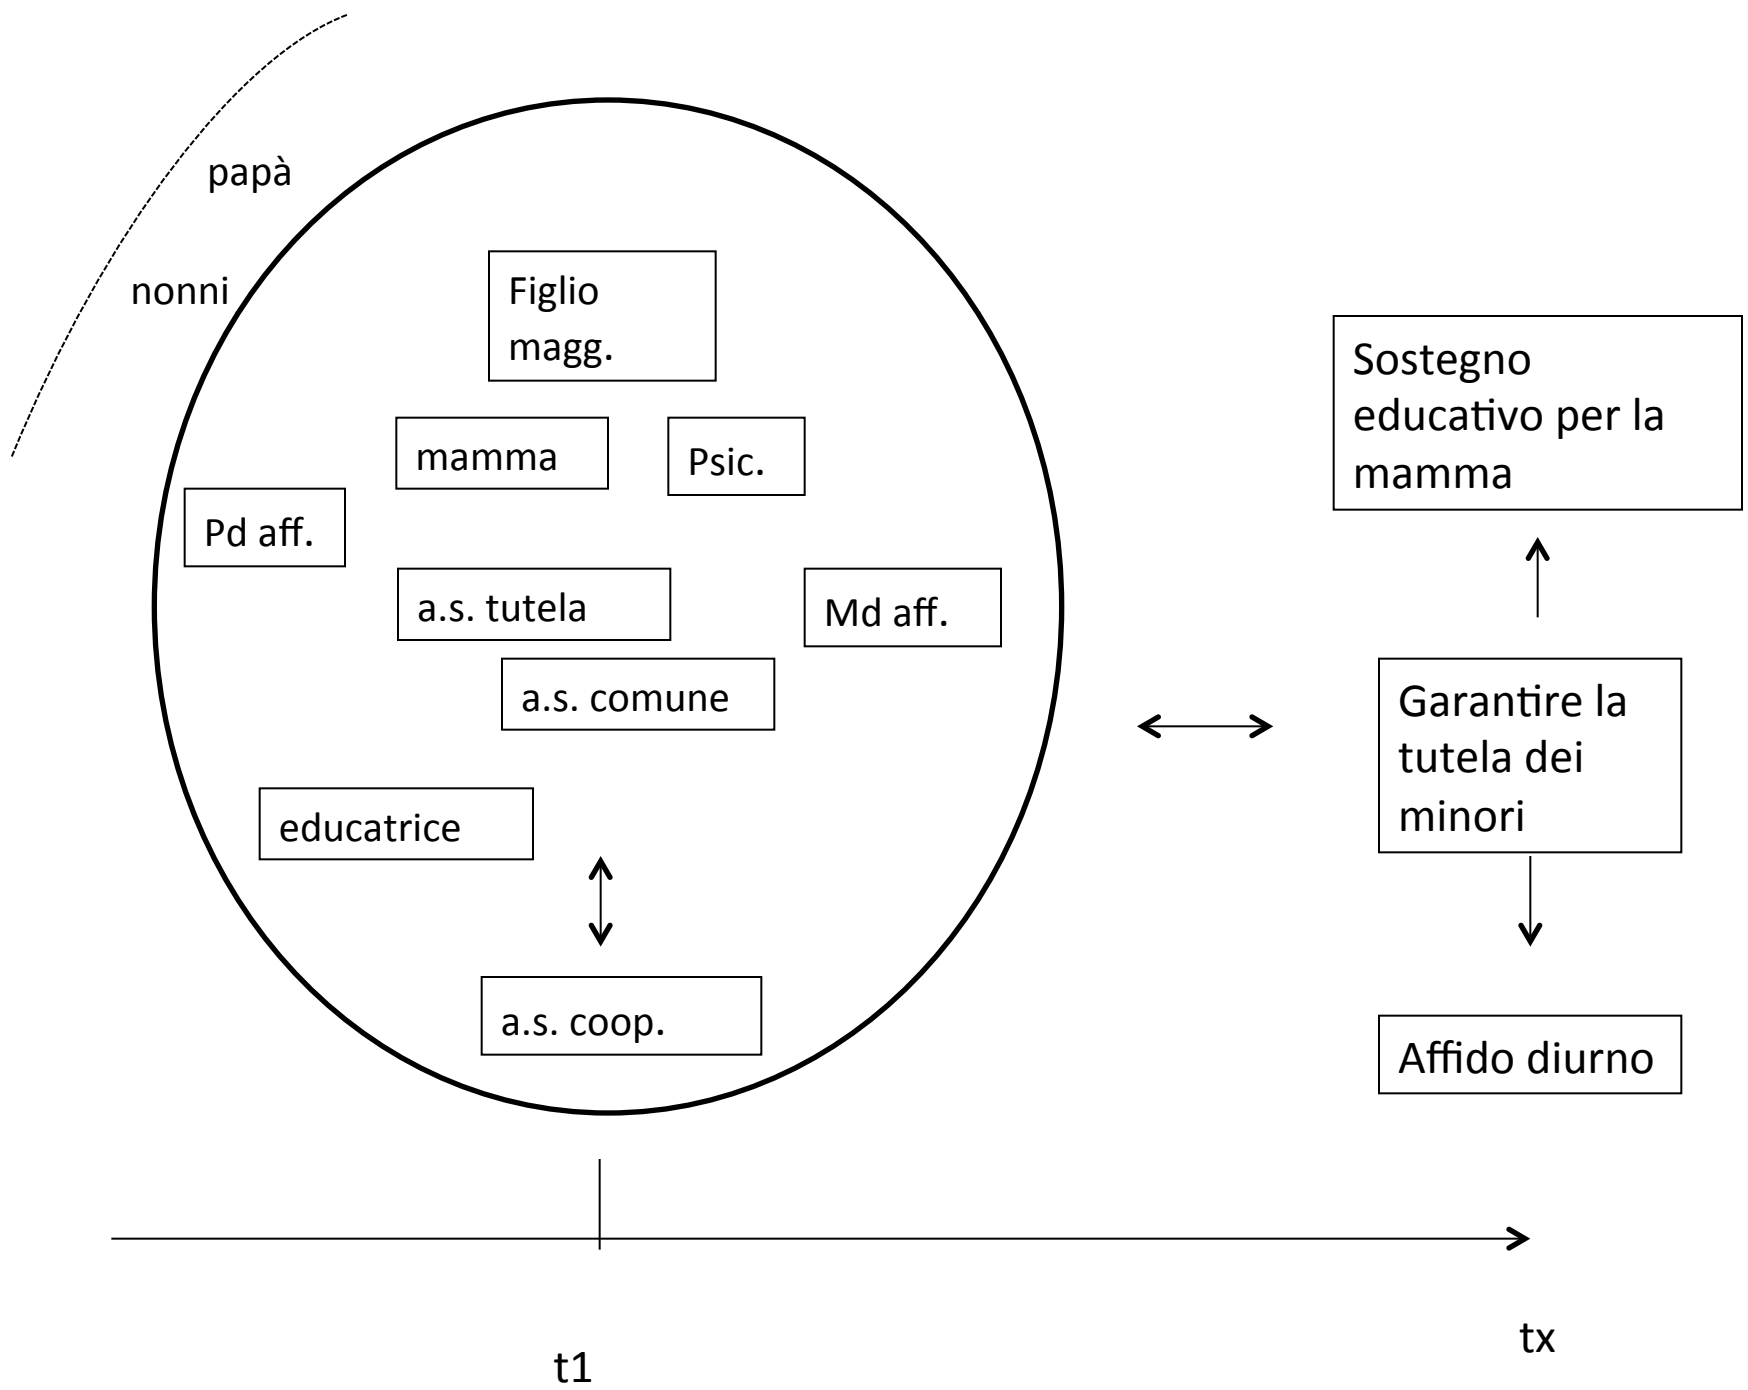 papà
nonni
Figlio
magg.
mamma
Psic.
Pd aff.
a.s. tutela
Md aff.
a.s. comune
educatrice
a.s. coop.
Sostegno
educativo per la
mamma
Garantire la
tutela dei
minori
Affido diurno
t1
tx